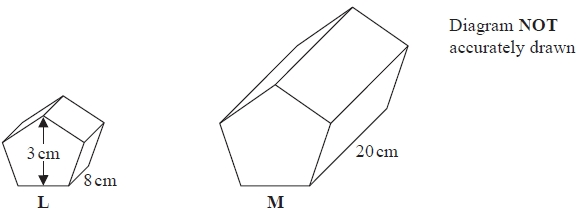 Diagram NOT
accurately drawn
3 cm
8 cm
20 cm
L
M